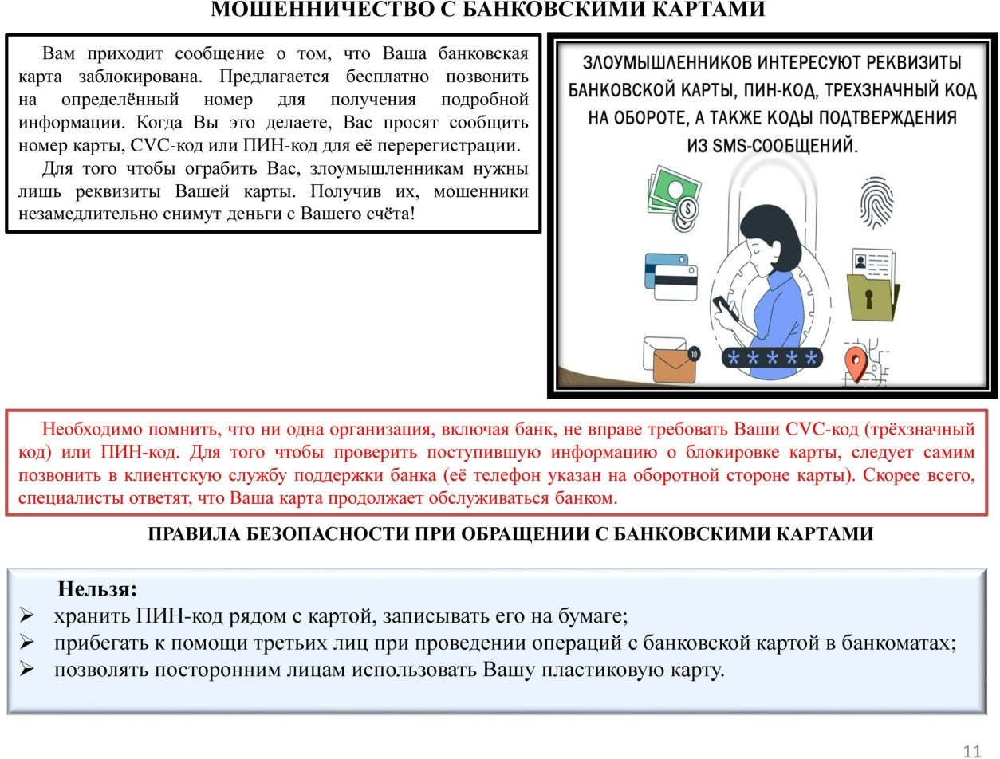 МОШЕННИЧЕСТВО С БАНКОВСКИМИ КАРТАМИ
Вам приходит сообщение о том, что Ваша банковская
карта заблокирована. Предлагается бесплатно позвонить
на определённый номер для получения подробной
информации. Когда Вы это делаете, Вас просят сообщить
номер карты, CVC-код или ПИН-код для её перерегистрации.
Для того чтобы ограбить Вас, злоумышленникам нужны
лишь реквизиты Вашей карты. Получив их, мошенники
незамедлительно снимут деньги с Вашего счёта!
ЗЛОУМЫШЛЕННИКОВ ИНТЕРЕСУЮТ РЕКВИЗИТЫ
БАНКОВСКОЙ КАРТЫ, ПИН-КОД, ТРЕХЗНАЧНЫЙ КОД
НА ОБОРОТЕ, А ТАКЖЕ КОДЫ ПОДТВЕРЖДЕНИЯ
ИЗ SMS-СООБЩЕНИЙ.
$
$
10
* * * * *
Необходимо помнить, что ни одна организация, включая банк, не вправе требовать Ваши CVC-код (трёхзначный
код) или ПИН-код. Для того чтобы проверить поступившую информацию о блокировке карты, следует самим
позвонить в клиентскую службу поддержки банка (её телефон указан на оборотной стороне карты). Скорее всего,
специалисты ответят, что Ваша карта продолжает обслуживаться банком.
ПРАВИЛА БЕЗОПАСНОСТИ ПРИ ОБРАЩЕНИИ С БАНКОВСКИМИ КАРТАМИ
Нельзя:
➢ хранить ПИН-код рядом с картой, записывать его на бумаге;
➢ прибегать к помощи третьих лиц при проведении операций с банковской картой в банкоматах;
➢ позволять посторонним лицам использовать Вашу пластиковую карту.
11